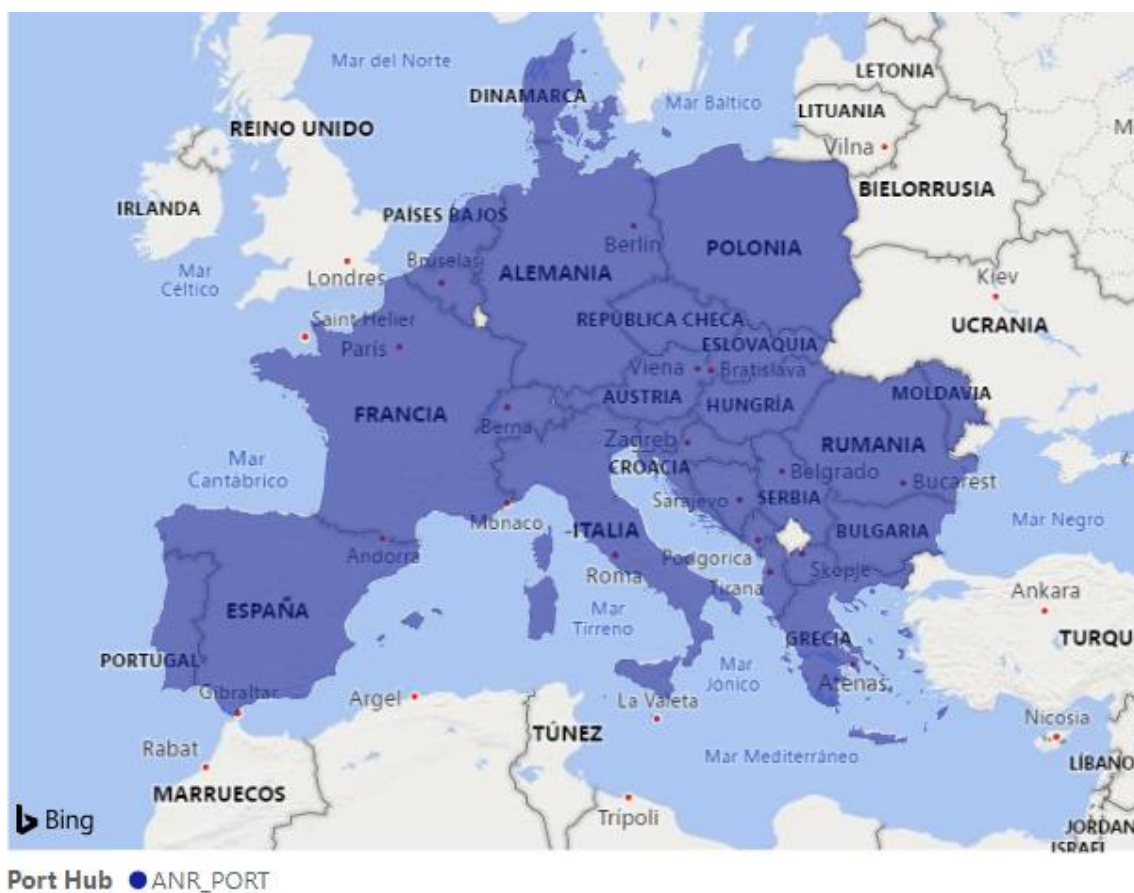 Mar del Norte
DINAMARCA
Mar Báltico
LETONIA
LITUANIA
Vilna
M
REINO UNIDO
BIELORRUSIA
IRLANDA
PAÍSES BAJOS
Bruselas
Berlín
POLONIA
Mar
Céltico
Londres
ALEMANIA
Kiev
UCRANIA
Saint Helier
París
REPÚBLICA CHECA
ESLOVAQUIA
Viena
Bratislava
AUSTRIA
HUNGRÍA
MOLDAVIA
FRANCIA
Berna
Zagreb
CROACIA
RUMANIA
Mar
Cantábrico
Belgrado
Bucarest
Sarajevo
SERBIA
Mónaco
ITALIA
BULGARIA
Mar Negro
Andorra
Roma
Podgorica
Tirana
Skopje
Ankara
TURQU
ESPAÑA
Mar
Tirreno
GRECIA
PORTUGAL
Mar
Jónico
Atenas
Gibraltar
Argel
La Valeta
Nicosia
Rabat
TÚNEZ
Mar Mediterráneo
LÍBANO
MARRUECOS
Trípoli
Bing
JORDAN
ISRAEL
Port Hub ANR_PORT